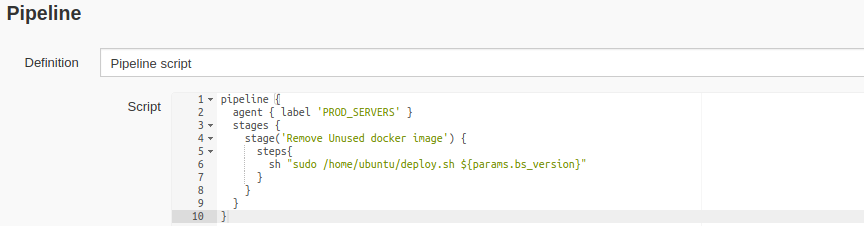 Pipeline
Definition
Pipeline script
Script
1 pipeline {
2   agent { label 'PROD_SERVERS' }
3   stages {
4     stage('Remove Unused docker image') {
5       steps{
6         sh "sudo /home/ubuntu/deploy.sh ${params.bs_version}"
7       }
8     }
9   }
10 }